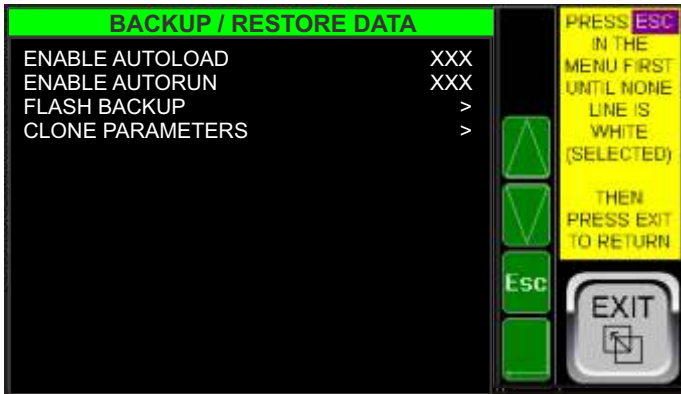 BACKUP / RESTORE DATA
ENABLE AUTOLOAD XXX
ENABLE AUTORUN XXX
FLASH BACKUP >
CLONE PARAMETERS >
Esc
PRESS ESC
IN THE
MENU FIRST
UNTIL NONE
LINE IS
WHITE
(SELECTED)
THEN
PRESS EXIT
TO RETURN
EXIT